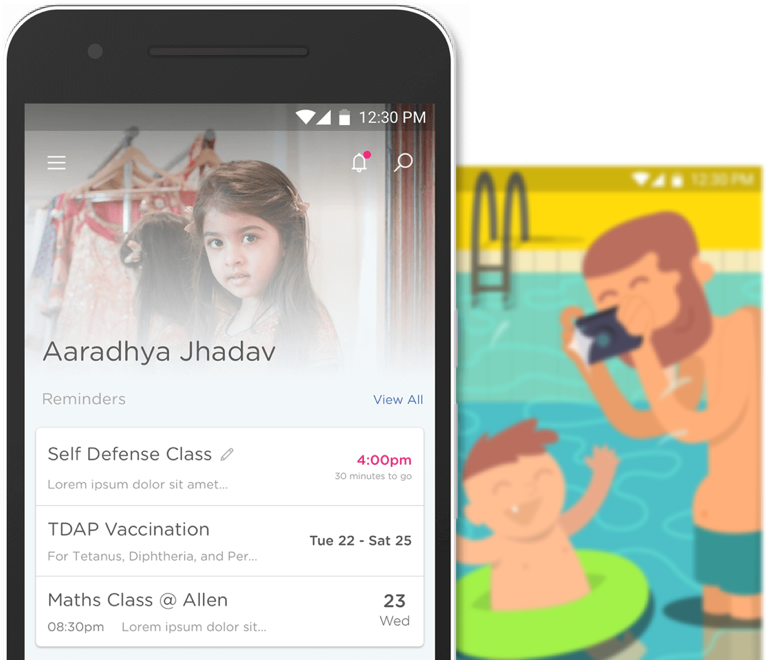 12:30 PM
12:30 PM
Aaradhya Jhadav
Reminders View All
Self Defense Class 4:00pm
Lorem ipsum dolor sit amet... 30 minutes to go
TDAP Vaccination Tue 22 - Sat 25
For Tetanus, Diphtheria, and Per...
Maths Class @ Allen 23
08:30pm Lorem ipsum dolor sit... Wed